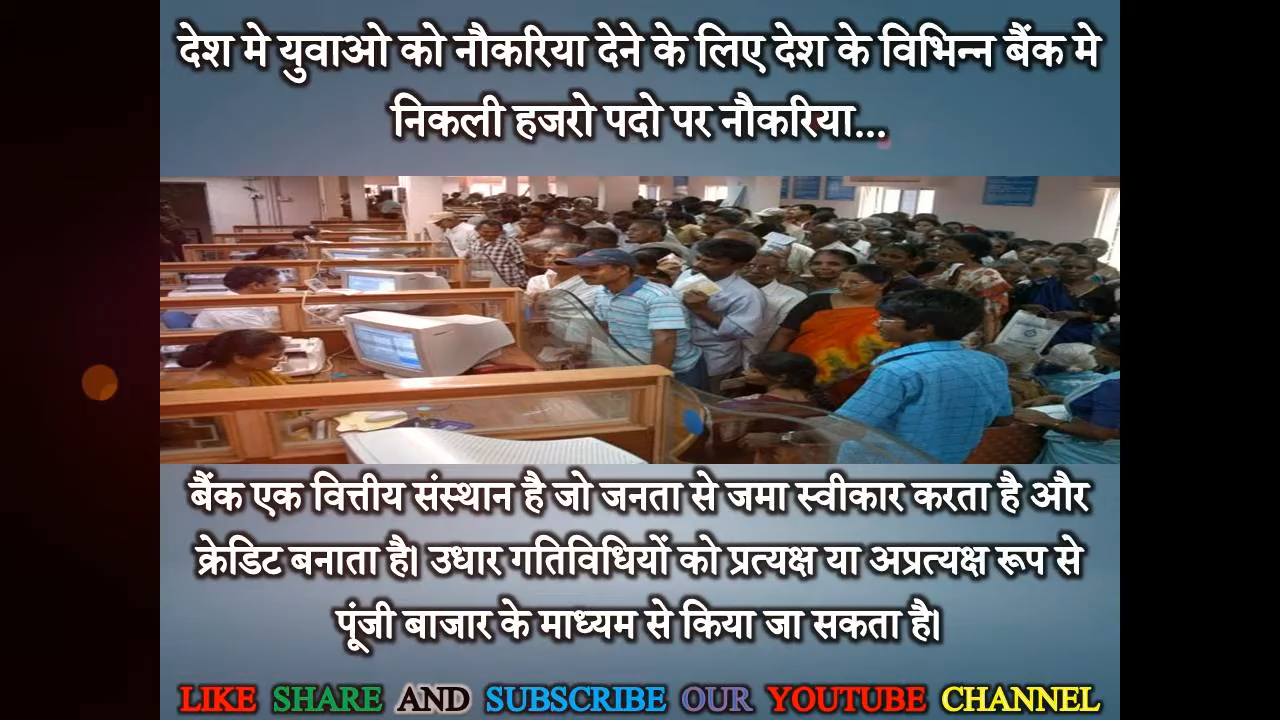 देश मे युवाओ को नौकरिया देने के लिए देश के विभिन्न बैंक मे
निकली हजरो पदो पर नौकरिया...
बैंक एक वित्तीय संस्थान है जो जनता से जमा स्वीकार करता है और
क्रेडिट बनाता है। उधार गतिविधियों को प्रत्यक्ष या अप्रत्यक्ष रूप से
पूंजी बाजार के माध्यम से किया जा सकता है।
LIKE SHARE AND SUBSCRIBE OUR YOUTUBE CHANNEL